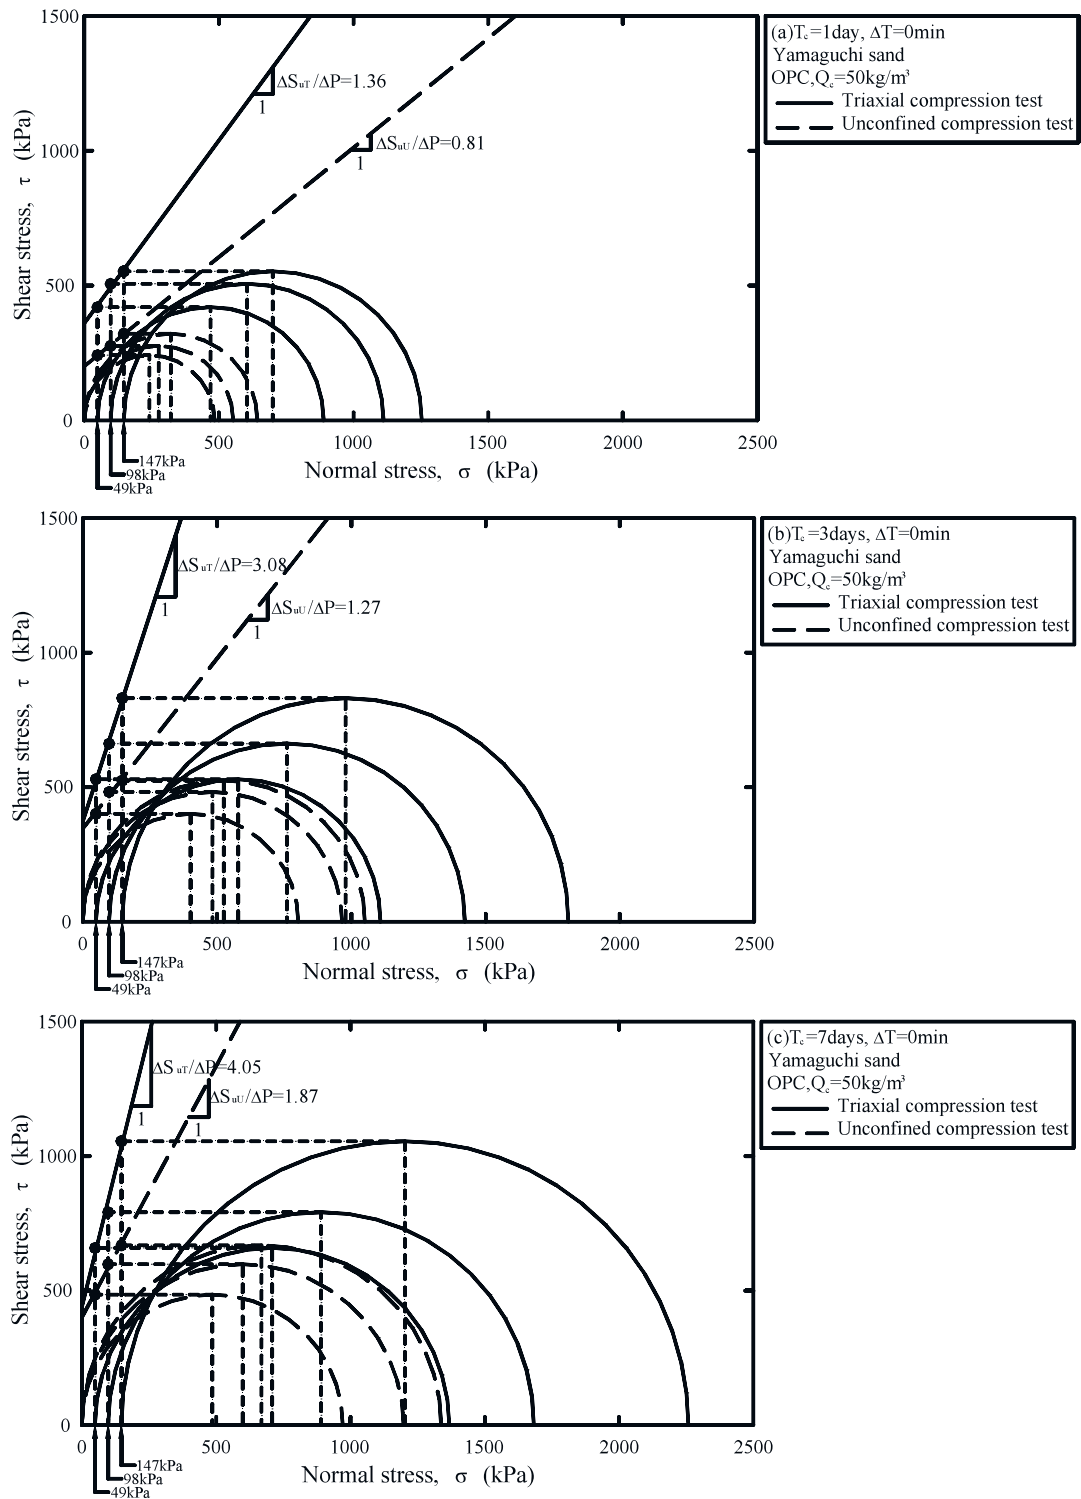 1500
1000
500
0
Shear stress, τ (kPa)
ΔSuT/ΔP=1.36
1
ΔSuU/ΔP=0.81
1
0 500 1000 1500 2000 2500
147kPa
98kPa
49kPa
Normal stress, σ (kPa)
(a)Tc=1day, ΔT=0min
Yamaguchi sand
OPC,Qc=50kg/m³
Triaxial compression test
Unconfined compression test
1500
1000
500
0
Shear stress, τ (kPa)
ΔSuT/ΔP=3.08
1
ΔSuU/ΔP=1.27
1
0 500 1000 1500 2000 2500
147kPa
98kPa
49kPa
Normal stress, σ (kPa)
(b)Tc=3days, ΔT=0min
Yamaguchi sand
OPC,Qc=50kg/m³
Triaxial compression test
Unconfined compression test
1500
1000
500
0
Shear stress, τ (kPa)
ΔSuT/ΔP=4.05
1
ΔSuU/ΔP=1.87
1
0 500 1000 1500 2000 2500
147kPa
98kPa
49kPa
Normal stress, σ (kPa)
(c)Tc=7days, ΔT=0min
Yamaguchi sand
OPC,Qc=50kg/m³
Triaxial compression test
Unconfined compression test